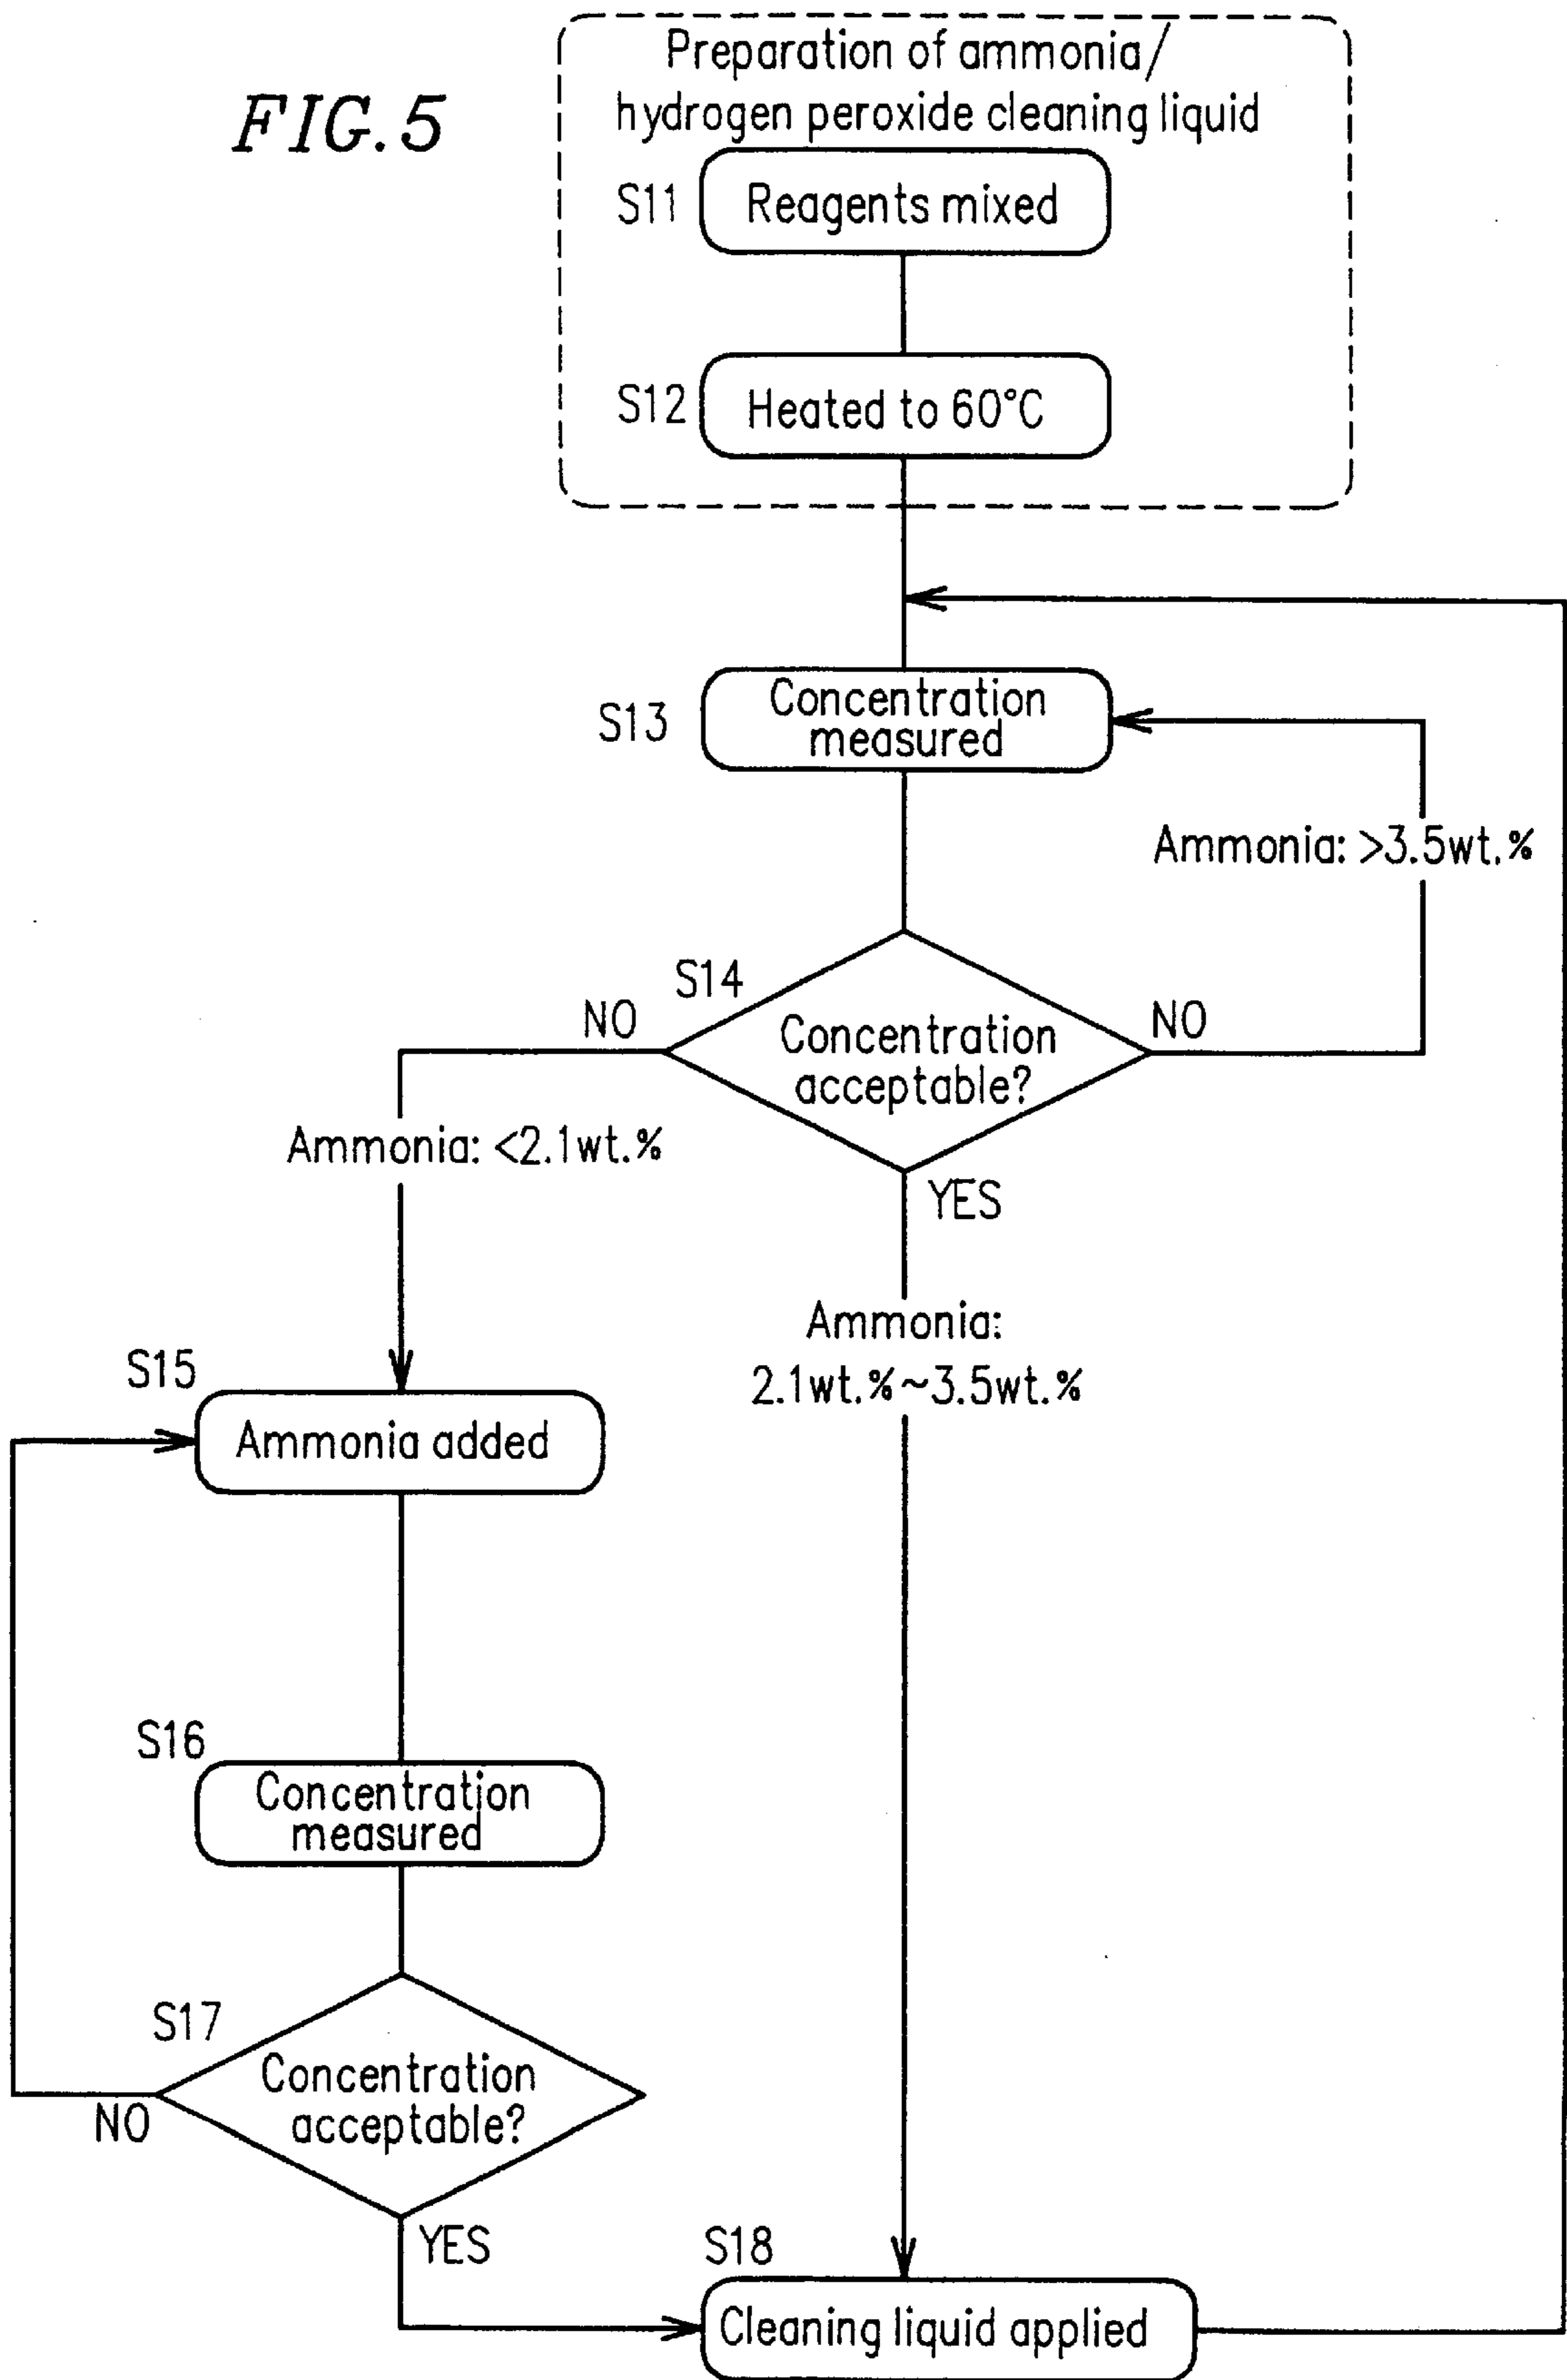 FIG. 5
Preparation of ammonia/
hydrogen peroxide cleaning liquid
S11
Reagents mixed
S12
Heated to 60°C
S13
Concentration
measured
Ammonia: >3.5wt.%
S14
NO
Concentration
acceptable?
NO
Ammonia: <2.1wt.%
YES
Ammonia:
2.1wt.%~3.5wt.%
S15
Ammonia added
S16
Concentration
measured
S17
Concentration
acceptable?
NO
YES
S18
Cleaning liquid applied